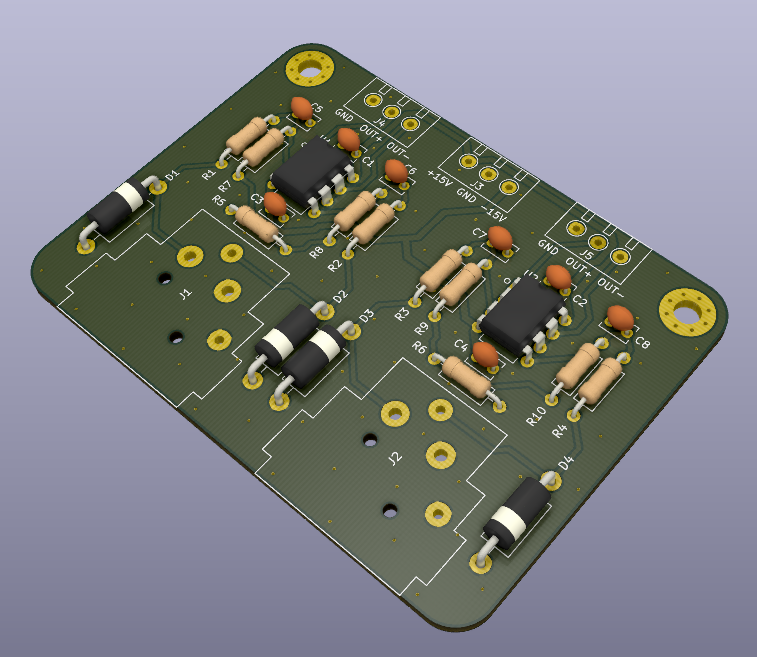 C5
J4
GND OUT+ OUT-
C1
C6
R1
R7
D1
R5
C3
J3
+15V GND -15V
R8
R2
C7
J5
GND OUT+ OUT-
J1
D2
D3
R3
R9
C2
C8
R6
C4
R10
R4
J2
D4